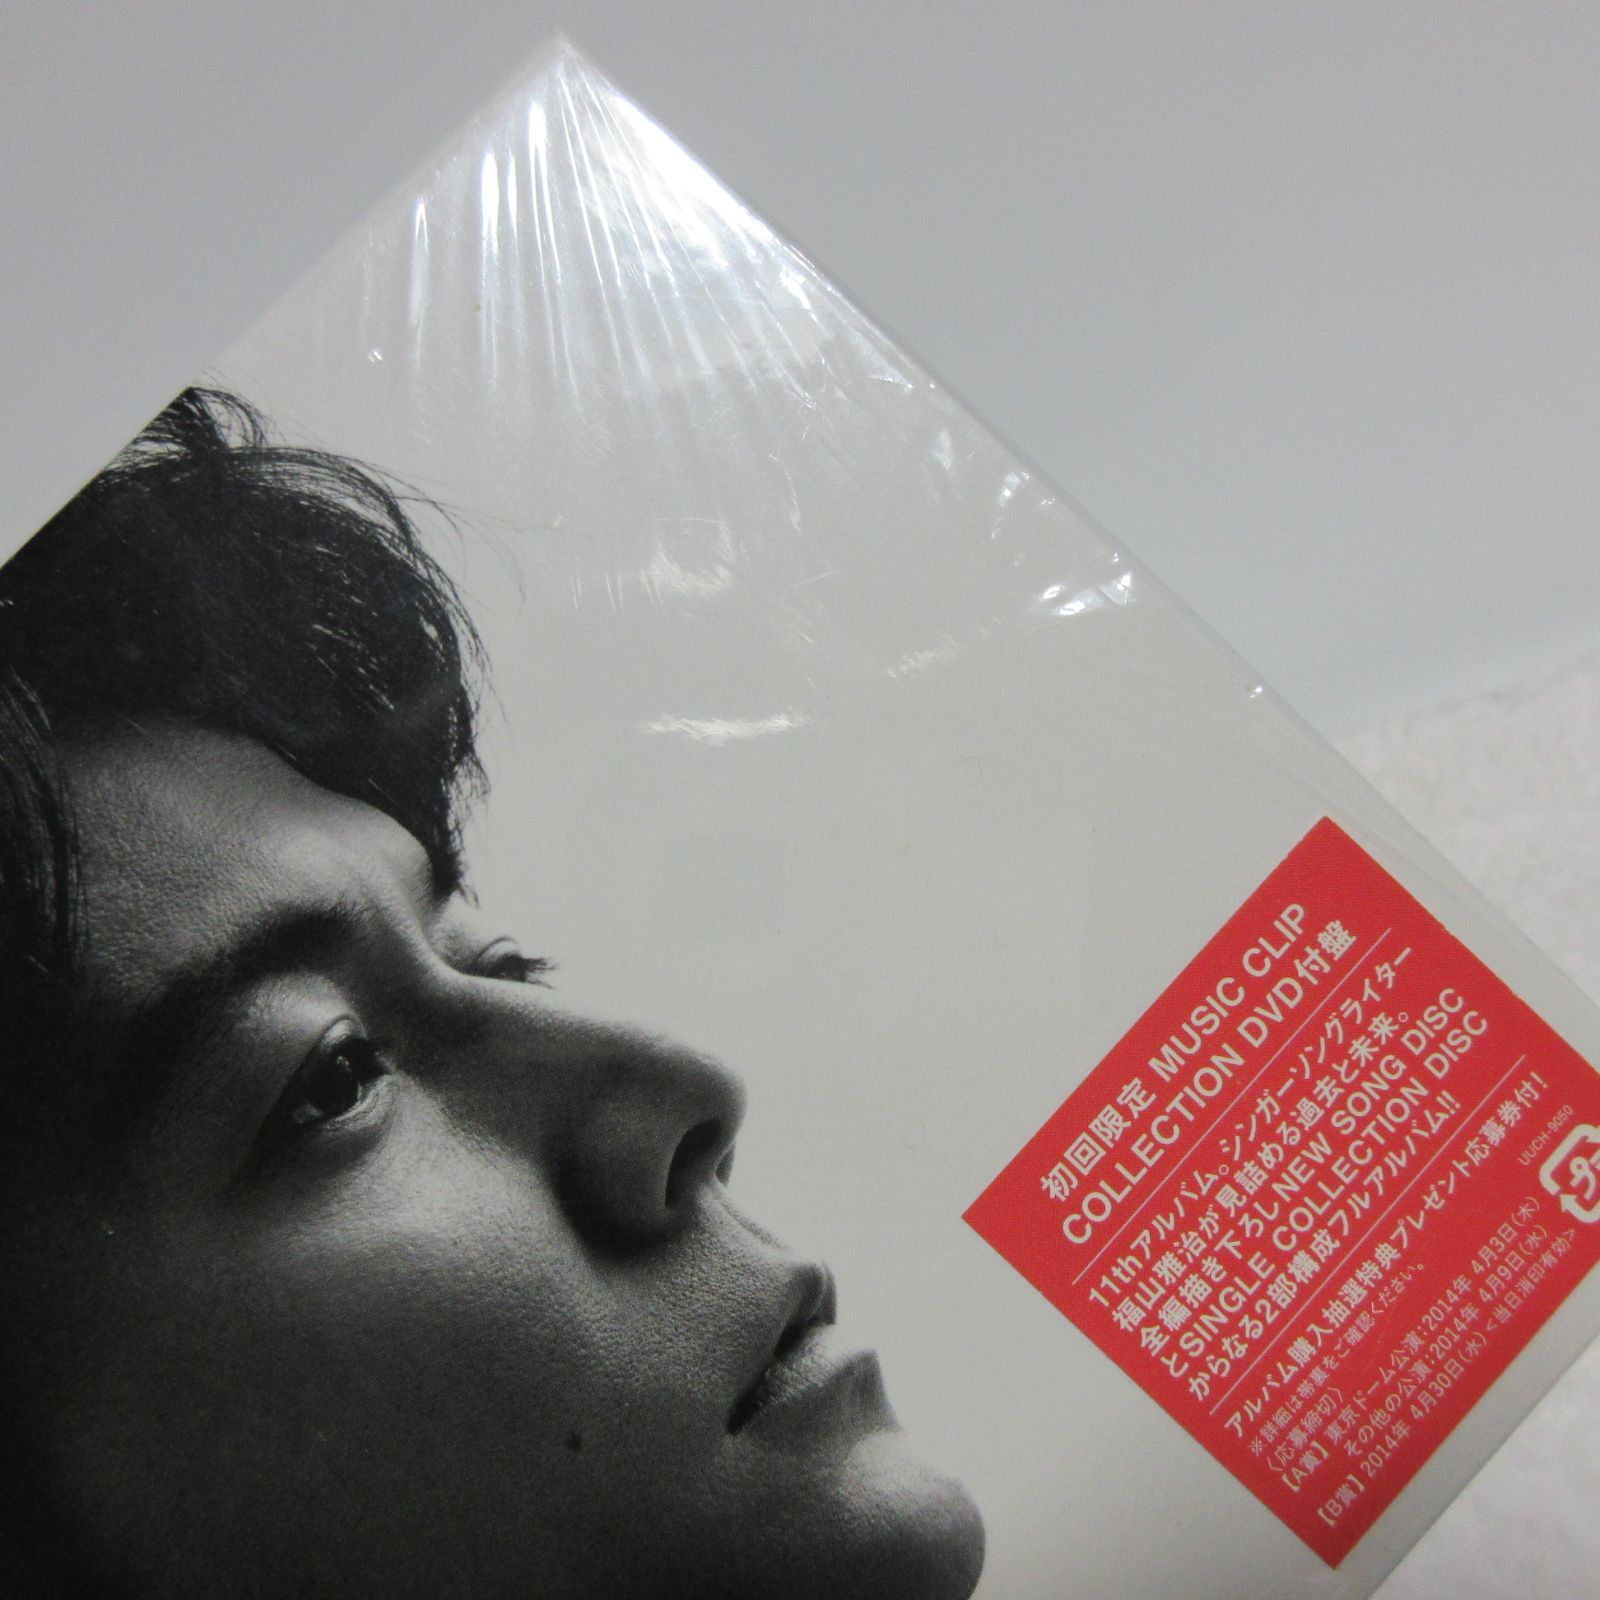 初回限定 MUSIC CLIP
COLLECTION DVD付盤
11thアルバム。シンガーソングライター
福山雅治が見詰める過去と未来。
全編描き下ろしNEW SONG DISC
とSINGLE COLLECTION DISC
からなる2部構成フルアルバム!!
アルバム購入抽選特典プレゼント応募券付!
※詳細は帯裏をご確認ください。
UUCH-9050
〈応募締切〉
【A賞】東京ドーム公演:2014年 4月3日(木)
その他の公演:2014年 4月9日(水)
【B賞】2014年 4月30日(水)<当日消印有効>
プ